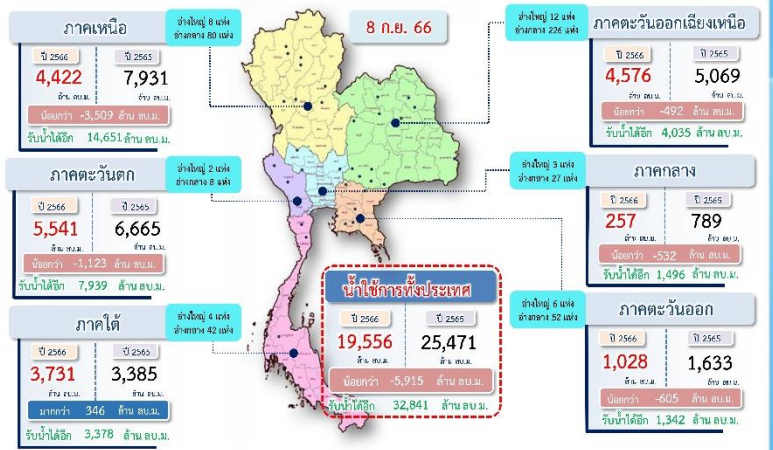 8 ก.ย. 66
ภาคเหนือ
อ่างใหญ่ 8 แห่ง
อ่างกลาง 80 แห่ง
ปี 2566 ปี 2565
4,422 7,931
ล้าน ลบ.ม. ล้าน ลบ.ม.
น้อยกว่า -3,509 ล้าน ลบ.ม.
รับน้ำได้อีก 14,651 ล้าน ลบ.ม.
ภาคตะวันออกเฉียงเหนือ
อ่างใหญ่ 12 แห่ง
อ่างกลาง 226 แห่ง
ปี 2566 ปี 2565
4,576 5,069
ล้าน ลบ.ม. ล้าน ลบ.ม.
น้อยกว่า -492 ล้าน ลบ.ม.
รับน้ำได้อีก 4,035 ล้าน ลบ.ม.
ภาคตะวันตก
อ่างใหญ่ 2 แห่ง
อ่างกลาง 8 แห่ง
ปี 2566 ปี 2565
5,541 6,665
ล้าน ลบ.ม. ล้าน ลบ.ม.
น้อยกว่า -1,123 ล้าน ลบ.ม.
รับน้ำได้อีก 7,939 ล้าน ลบ.ม.
ภาคกลาง
อ่างใหญ่ 3 แห่ง
อ่างกลาง 27 แห่ง
ปี 2566 ปี 2565
257 789
ล้าน ลบ.ม. ล้าน ลบ.ม.
น้อยกว่า -532 ล้าน ลบ.ม.
รับน้ำได้อีก 1,496 ล้าน ลบ.ม.
ภาคใต้
อ่างใหญ่ 4 แห่ง
อ่างกลาง 42 แห่ง
ปี 2566 ปี 2565
3,731 3,385
ล้าน ลบ.ม. ล้าน ลบ.ม.
มากกว่า 346 ล้าน ลบ.ม.
รับน้ำได้อีก 3,378 ล้าน ลบ.ม.
น้ำใช้การทั้งประเทศ
ปี 2566 ปี 2565
19,556 25,471
ล้าน ลบ.ม. ล้าน ลบ.ม.
น้อยกว่า -5,915 ล้าน ลบ.ม.
รับน้ำได้อีก 32,841 ล้าน ลบ.ม.
ภาคตะวันออก
อ่างใหญ่ 6 แห่ง
อ่างกลาง 52 แห่ง
ปี 2566 ปี 2565
1,028 1,633
ล้าน ลบ.ม. ล้าน ลบ.ม.
น้อยกว่า -605 ล้าน ลบ.ม.
รับน้ำได้อีก 1,342 ล้าน ลบ.ม.